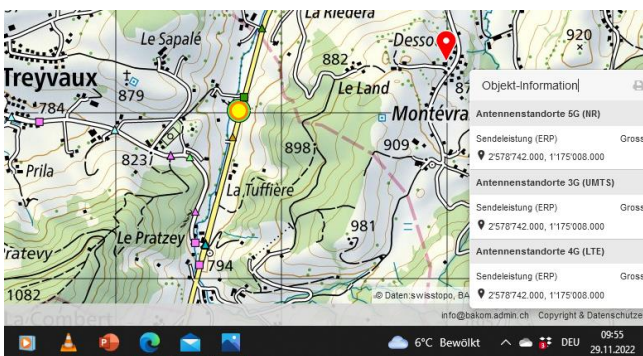 La Riedera
Le Sapalé
Desso
920
882
Treyvaux
879
Le Land
784
Montévra
Prila
823
898
909
La Tuffière
981
Le Pratzey
ratevy
794
1082
La Combert
© Daten:swisstopo, BA
Objekt-Information
Antennenstandorte 5G (NR)
Sendeleistung (ERP) Gross
2'578'742.000, 1'175'008.000
Antennenstandorte 3G (UMTS)
Sendeleistung (ERP) Gross
2'578'742.000, 1'175'008.000
Antennenstandorte 4G (LTE)
Sendeleistung (ERP) Gross
2'578'742.000, 1'175'008.000
info@bakom.admin.ch Copyright & Datenschutze
6°C Bewölkt
DEU
09:55
29.11.2022